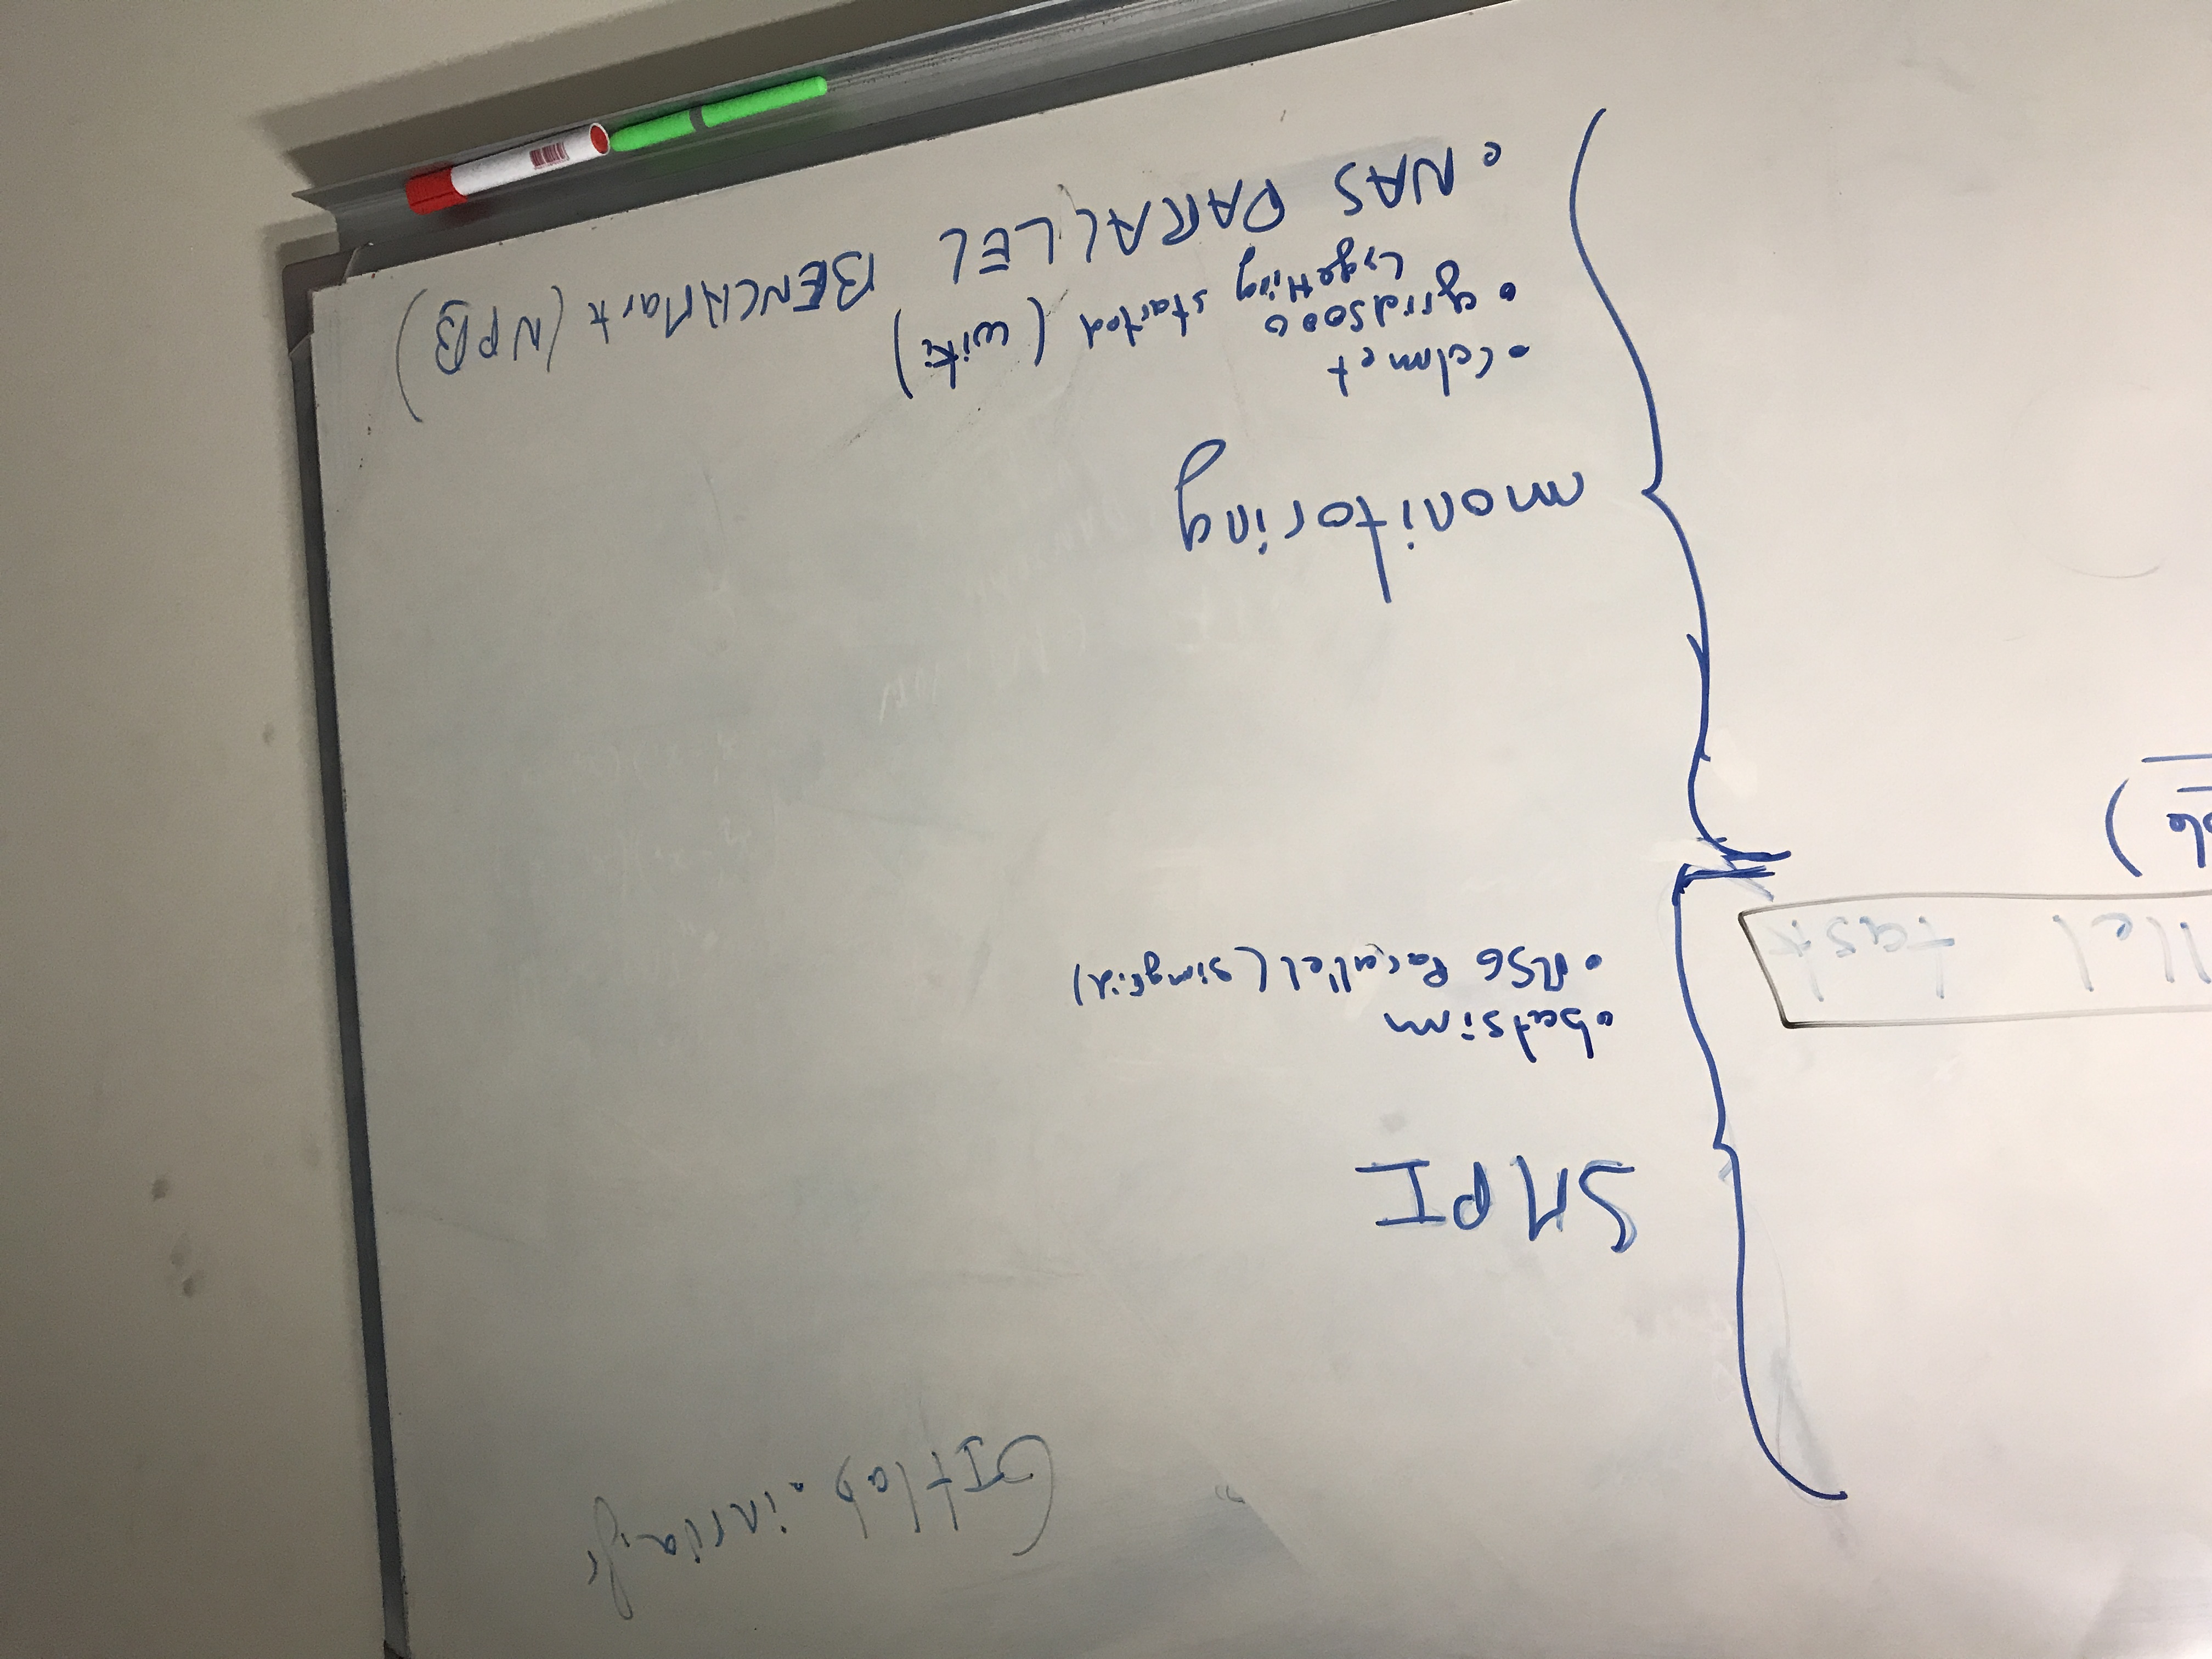 GItlab.inria.fr
SMPI
•batsim
• MSG Parallel (simgrid)
llel task
ble)
monitoring
• colmet
• grid5000
↳ getting started (wiki)
• NAS PARALLEL BENCHMark (NPB)